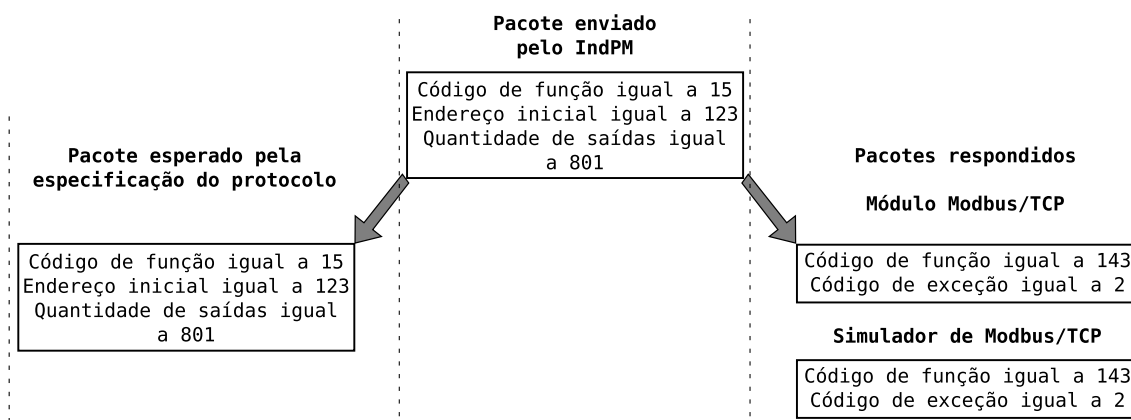 Pacote enviado
pelo IndPM
Código de função igual a 15
Endereço inicial igual a 123
Quantidade de saídas igual
a 801
Pacote esperado pela
especificação do protocolo
Código de função igual a 15
Endereço inicial igual a 123
Quantidade de saídas igual
a 801
Pacotes respondidos
Módulo Modbus/TCP
Código de função igual a 143
Código de exceção igual a 2
Simulador de Modbus/TCP
Código de função igual a 143
Código de exceção igual a 2